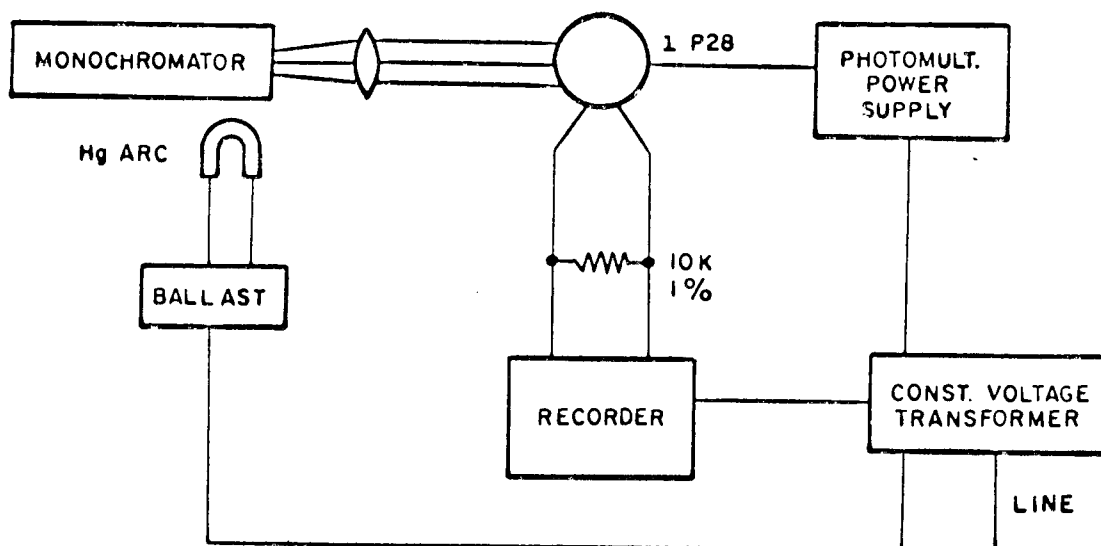 MONOCHROMATOR
1 P28
PHOTOMULT.
POWER
SUPPLY
Hg ARC
10K
1%
BALLAST
RECORDER
CONST. VOLTAGE
TRANSFORMER
LINE